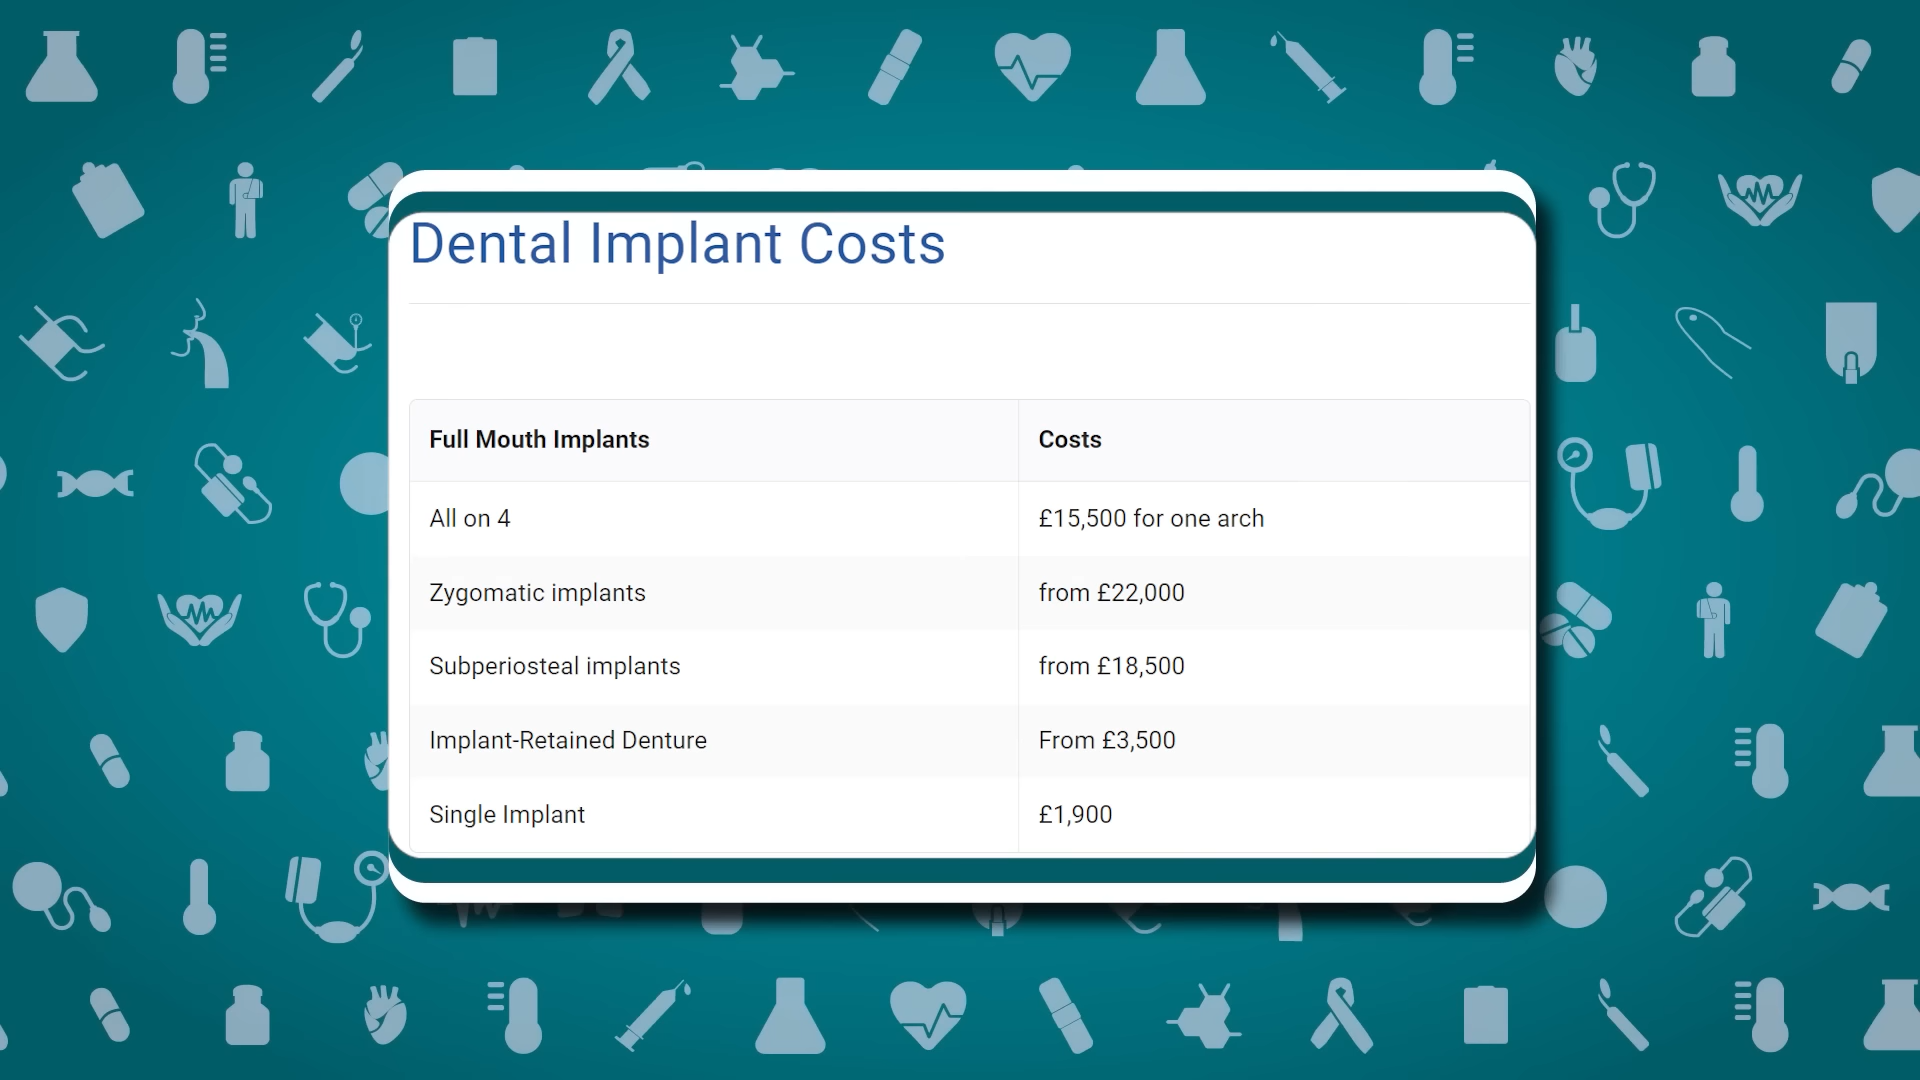 Dental Implant Costs
Full Mouth Implants Costs
All on 4 £15,500 for one arch
Zygomatic implants from £22,000
Subperiosteal implants from £18,500
Implant-Retained Denture From £3,500
Single Implant £1,900